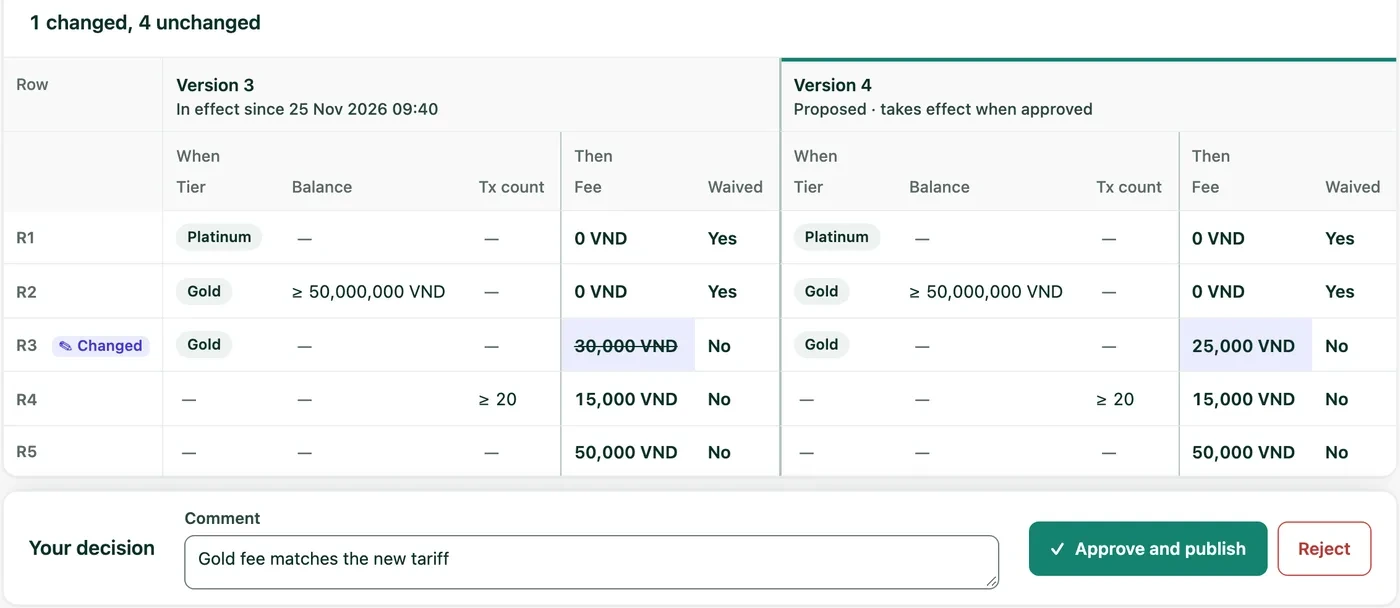 1 changed, 4 unchanged
Row Version 3 Version 4
In effect since 25 Nov 2026 09:40 Proposed · takes effect when approved
When Then When Then
Tier Balance Tx count Fee Waived Tier Balance Tx count Fee Waived
R1 Platinum — — 0 VND Yes Platinum — — 0 VND Yes
R2 Gold ≥ 50,000,000 VND — 0 VND Yes Gold ≥ 50,000,000 VND — 0 VND Yes
R3 ✎ Changed Gold — — 30,000 VND No Gold — — 25,000 VND No
R4 — — ≥ 20 15,000 VND No — — ≥ 20 15,000 VND No
R5 — — — 50,000 VND No — — — 50,000 VND No
Comment
Your decision Gold fee matches the new tariff ✓ Approve and publish Reject